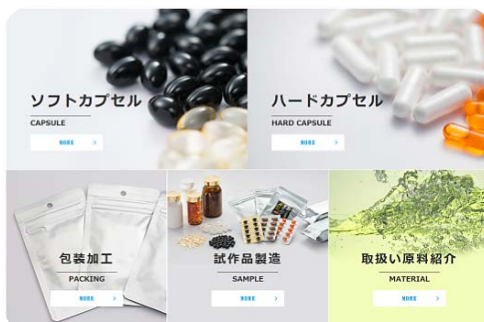 ソフトカプセル
CAPSULE
MORE >
ハードカプセル
HARD CAPSULE
MORE >
包装加工
PACKING
MORE >
試作品製造
SAMPLE
MORE >
取扱い原料紹介
MATERIAL
MORE >